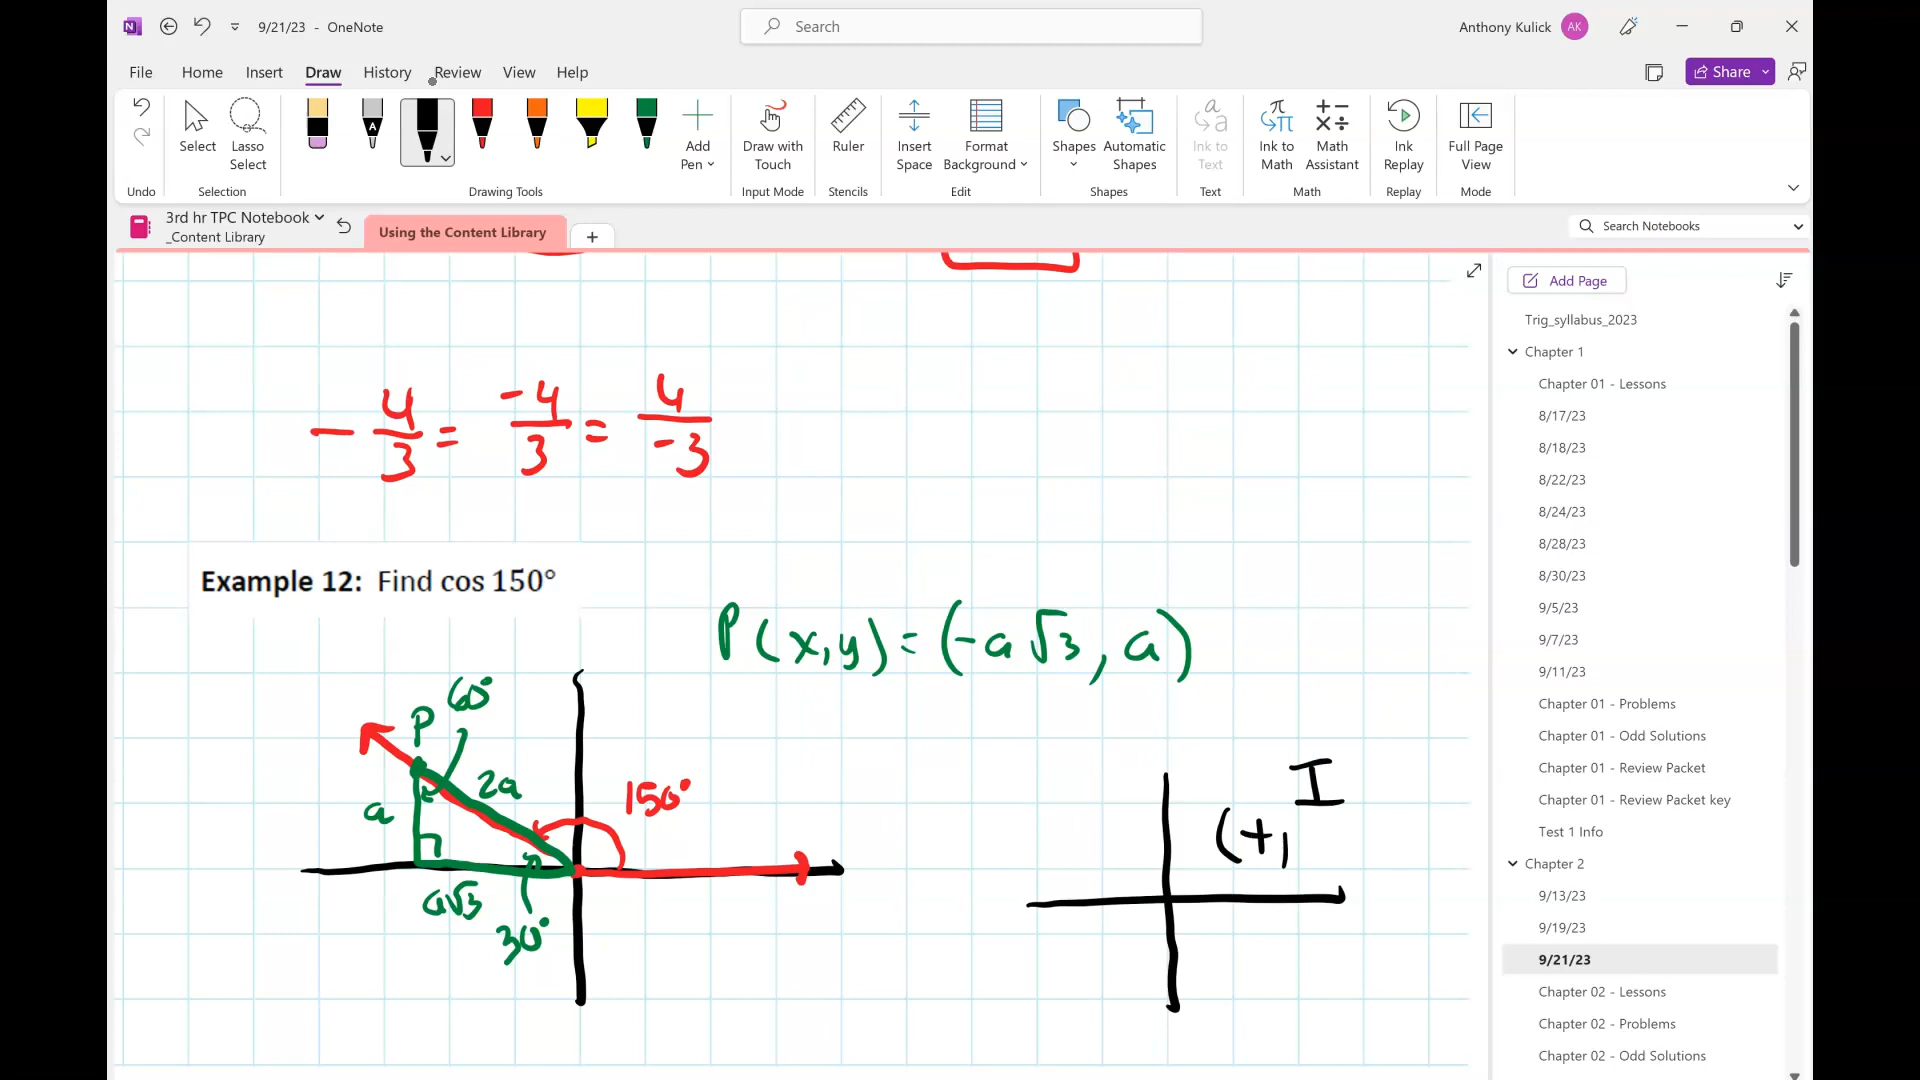 9/21/23 - OneNote
Search
Anthony Kulick AK
File Home Insert Draw History Review View Help
Share
A
Select
Lasso Select
Add Pen
Draw with Touch
Ruler
Insert Space
Format Background
Shapes
Automatic Shapes
Ink to Text
Ink to Math
Math Assistant
Ink Replay
Full Page View
Undo Selection Drawing Tools Input Mode Stencils Edit Shapes Text Math Replay Mode
3rd hr TPC Notebook
_Content Library
Using the Content Library
+
Search Notebooks
Add Page
Trig_syllabus_2023
Chapter 1
Chapter 01 - Lessons
8/17/23
8/18/23
8/22/23
8/24/23
8/28/23
8/30/23
9/5/23
9/7/23
9/11/23
Chapter 01 - Problems
Chapter 01 - Odd Solutions
Chapter 01 - Review Packet
Chapter 01 - Review Packet key
Test 1 Info
Chapter 2
9/13/23
9/19/23
9/21/23
Chapter 02 - Lessons
Chapter 02 - Problems
Chapter 02 - Odd Solutions
- 4/3 = -4/3 = 4/-3
Example 12: Find cos 150°
P(x,y) = (-a√3, a)
60°
P
2a
a
150°
a√3
30°
I
(+,